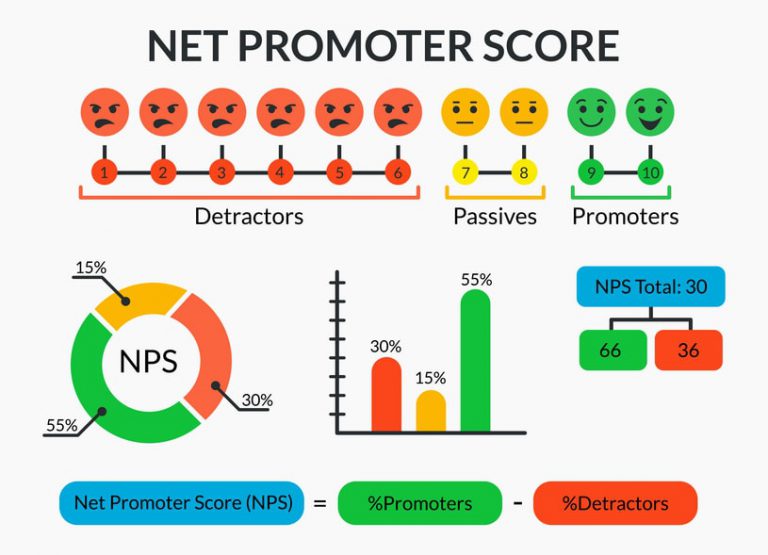 NET PROMOTER SCORE
1 2 3 4 5 6 7 8 9 10
Detractors Passives Promoters
15%
NPS
30%
55%
30%
15%
55%
NPS Total: 30
66 36
Net Promoter Score (NPS) = %Promoters - %Detractors